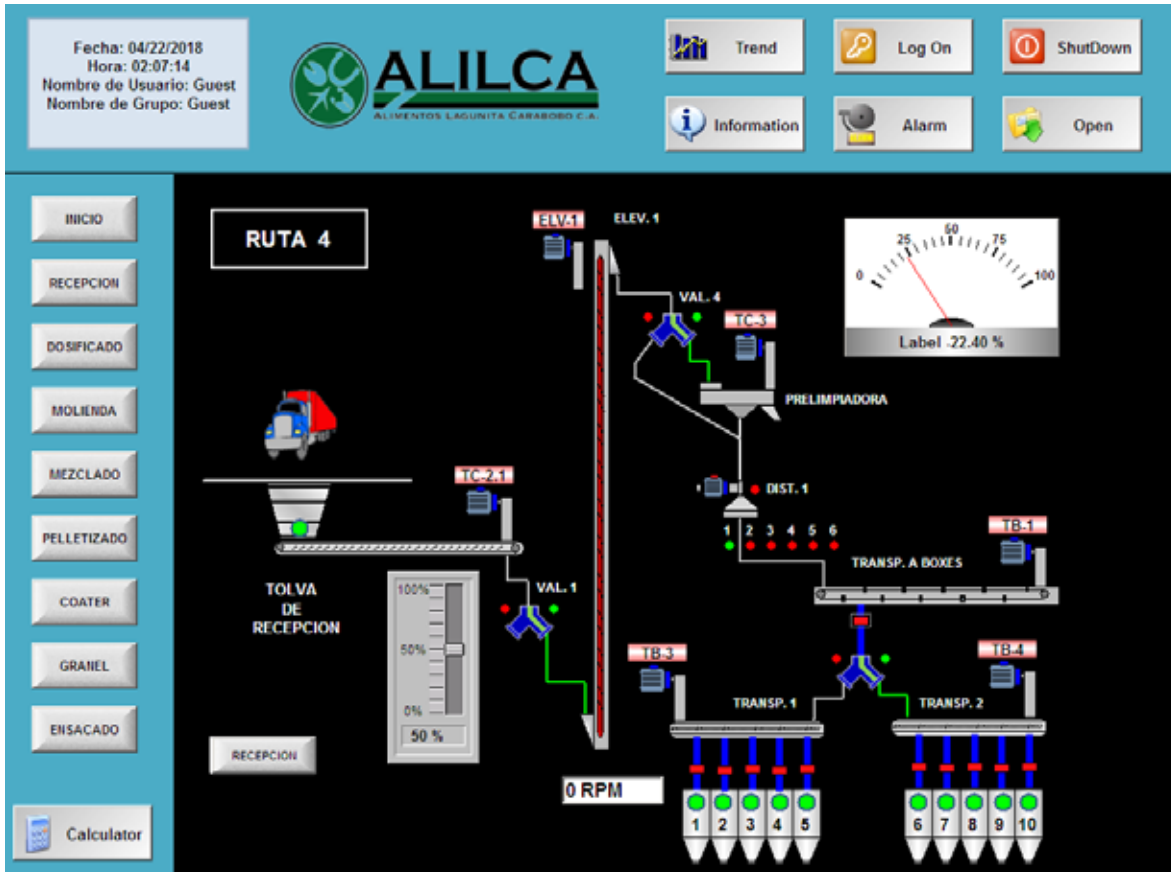 Fecha: 04/22/2018
Hora: 02:07:14
Nombre de Usuario: Guest
Nombre de Grupo: Guest
ALILCA
ALIMENTOS LAGUNITA CARABOBO C.A.
Trend
Log On
ShutDown
Information
Alarm
Open
INICIO
RECEPCION
DOSIFICADO
MOLIENDA
MEZCLADO
PELLETIZADO
COATER
GRANEL
ENSACADO
Calculator
RUTA 4
ELV-1
ELEV. 1
VAL. 4
TC-3
PRELIMPIADORA
0 25 50 75 100
Label -22.40 %
TC-2.1
DIST. 1
1 2 3 4 5 6
TB-1
TRANSP. A BOXES
TOLVA
DE
RECEPCION
100%
50%
0%
50 %
VAL. 1
RECEPCION
0 RPM
TB-3
TB-4
TRANSP. 1
TRANSP. 2
1 2 3 4 5
6 7 8 9 10